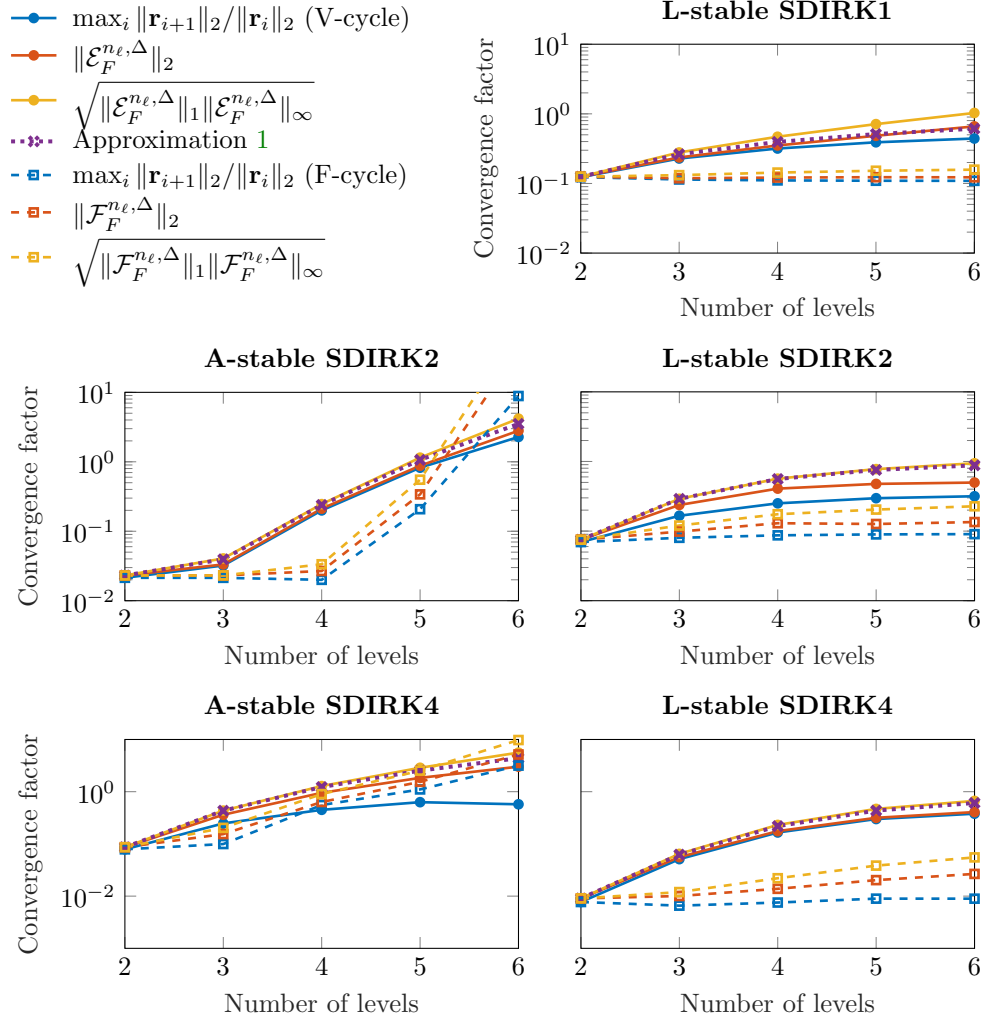 max_i ‖r_{i+1}‖_2/‖r_i‖_2 (V-cycle)
‖ℰ_F^{n_ℓ,Δ}‖_2
√(‖ℰ_F^{n_ℓ,Δ}‖_1‖ℰ_F^{n_ℓ,Δ}‖_∞)
Approximation 1
max_i ‖r_{i+1}‖_2/‖r_i‖_2 (F-cycle)
‖ℱ_F^{n_ℓ,Δ}‖_2
√(‖ℱ_F^{n_ℓ,Δ}‖_1‖ℱ_F^{n_ℓ,Δ}‖_∞)
L-stable SDIRK1
Convergence factor
10^1
10^0
10^{−1}
10^{−2}
2 3 4 5 6
Number of levels
A-stable SDIRK2
Convergence factor
10^1
10^0
10^{−1}
10^{−2}
2 3 4 5 6
Number of levels
L-stable SDIRK2
2 3 4 5 6
Number of levels
A-stable SDIRK4
Convergence factor
10^0
10^{−2}
2 3 4 5 6
Number of levels
L-stable SDIRK4
2 3 4 5 6
Number of levels